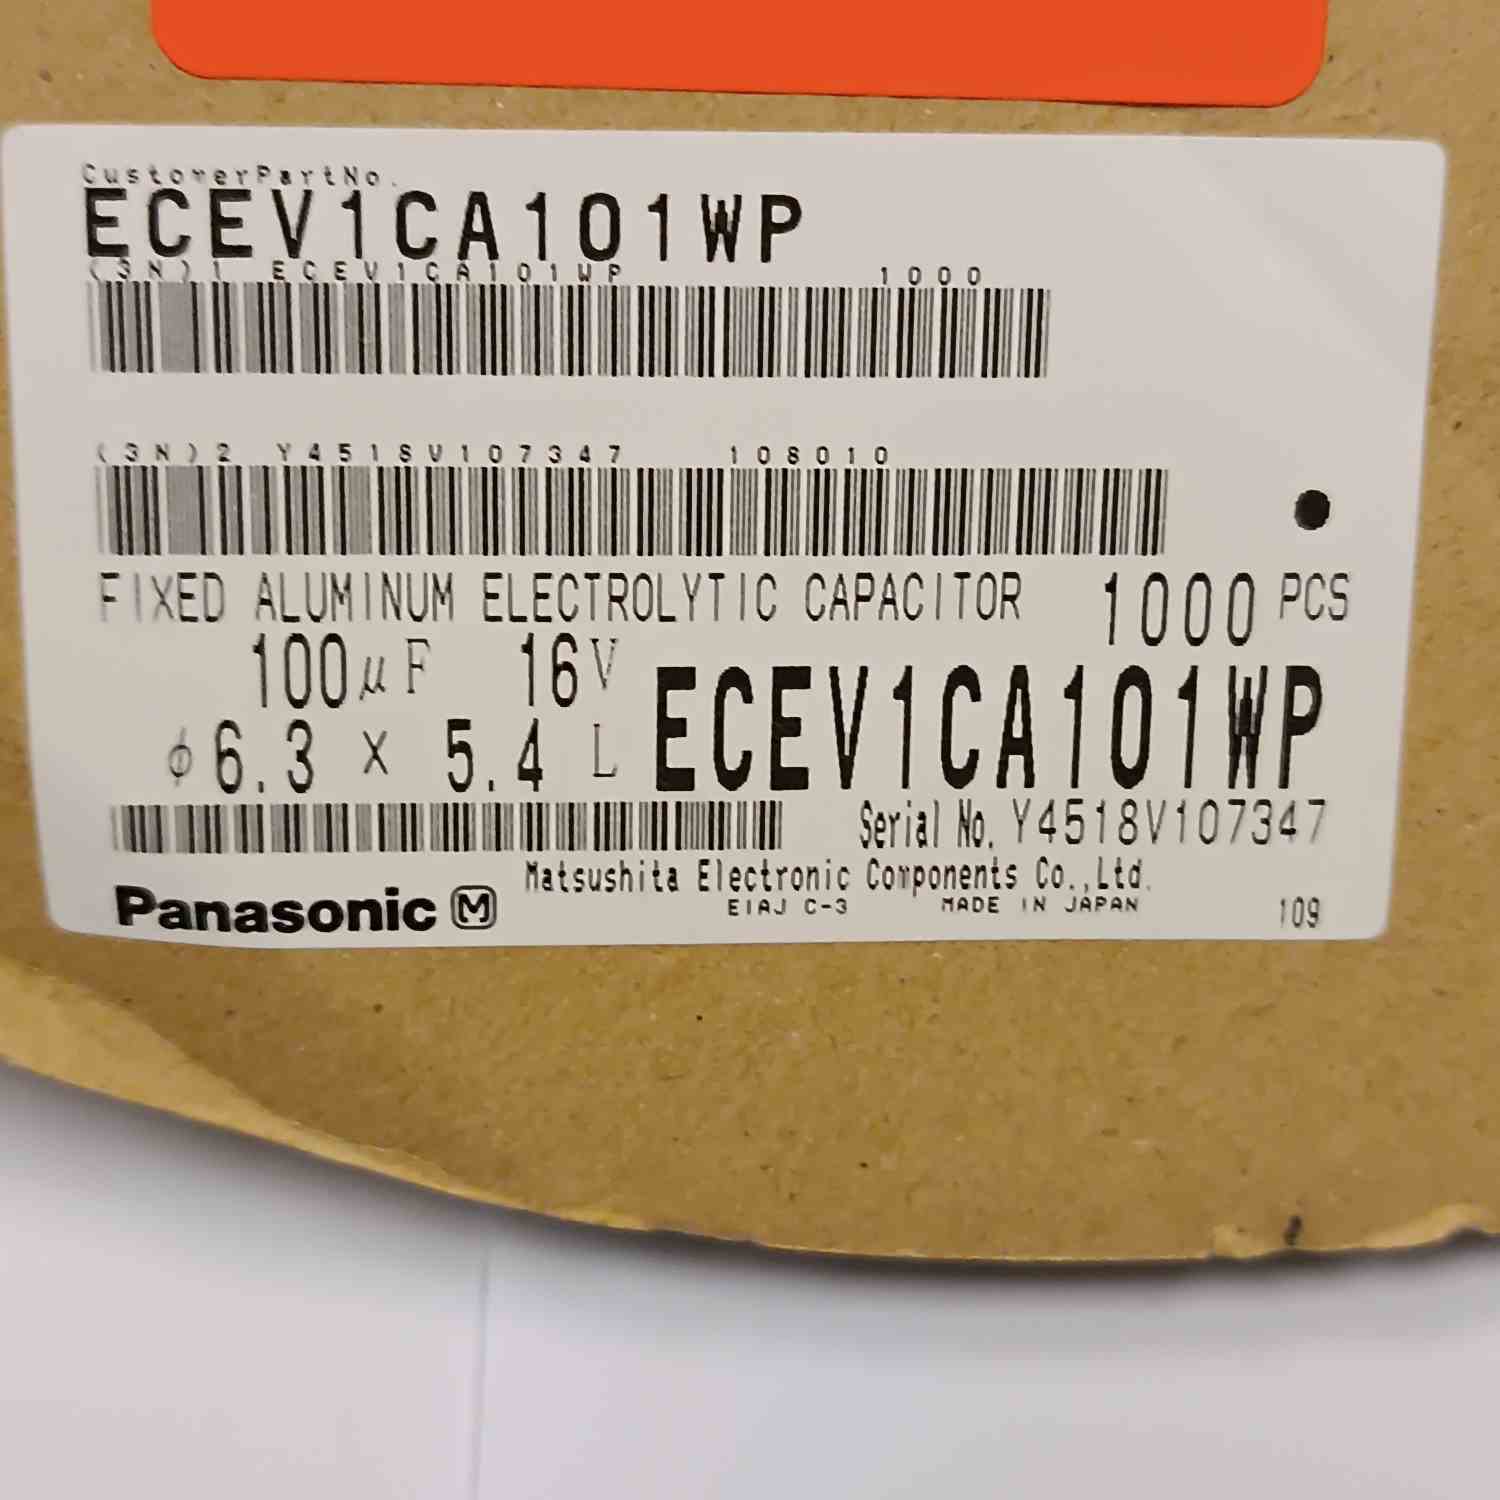 CustomerPartNo.
ECEV1CA101WP
(3N)1 ECEV1CA101WP 1000
(3N)2 Y4518V107347 108010
FIXED ALUMINUM ELECTROLYTIC CAPACITOR 1000 PCS
100μF 16V
ECEV1CA101WP
φ6.3 × 5.4 L
Serial No. Y4518V107347
Matsushita Electronic Components Co.,Ltd.
Panasonic M
EIAJ C-3 MADE IN JAPAN 109